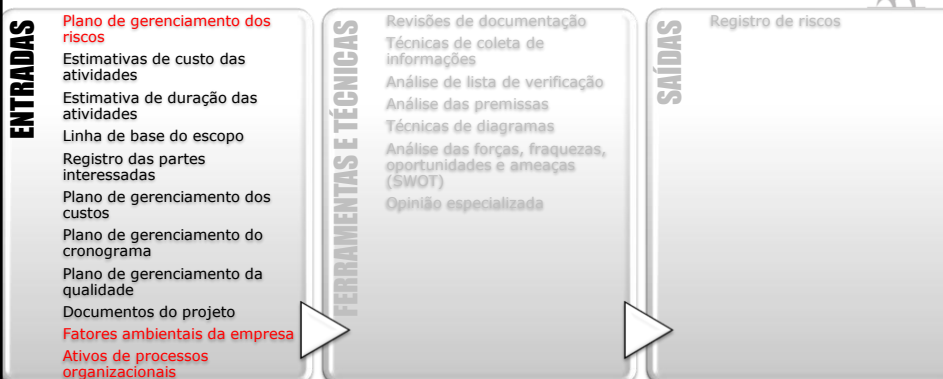 ENTRADAS
Plano de gerenciamento dos
riscos
Estimativas de custo das
atividades
Estimativa de duração das
atividades
Linha de base do escopo
Registro das partes
interessadas
Plano de gerenciamento dos
custos
Plano de gerenciamento do
cronograma
Plano de gerenciamento da
qualidade
Documentos do projeto
Fatores ambientais da empresa
Ativos de processos
organizacionais
FERRAMENTAS E TÉCNICAS
Revisões de documentação
Técnicas de coleta de
informações
Análise de lista de verificação
Análise das premissas
Técnicas de diagramas
Análise das forças, fraquezas,
oportunidades e ameaças
(SWOT)
Opinião especializada
SAÍDAS
Registro de riscos